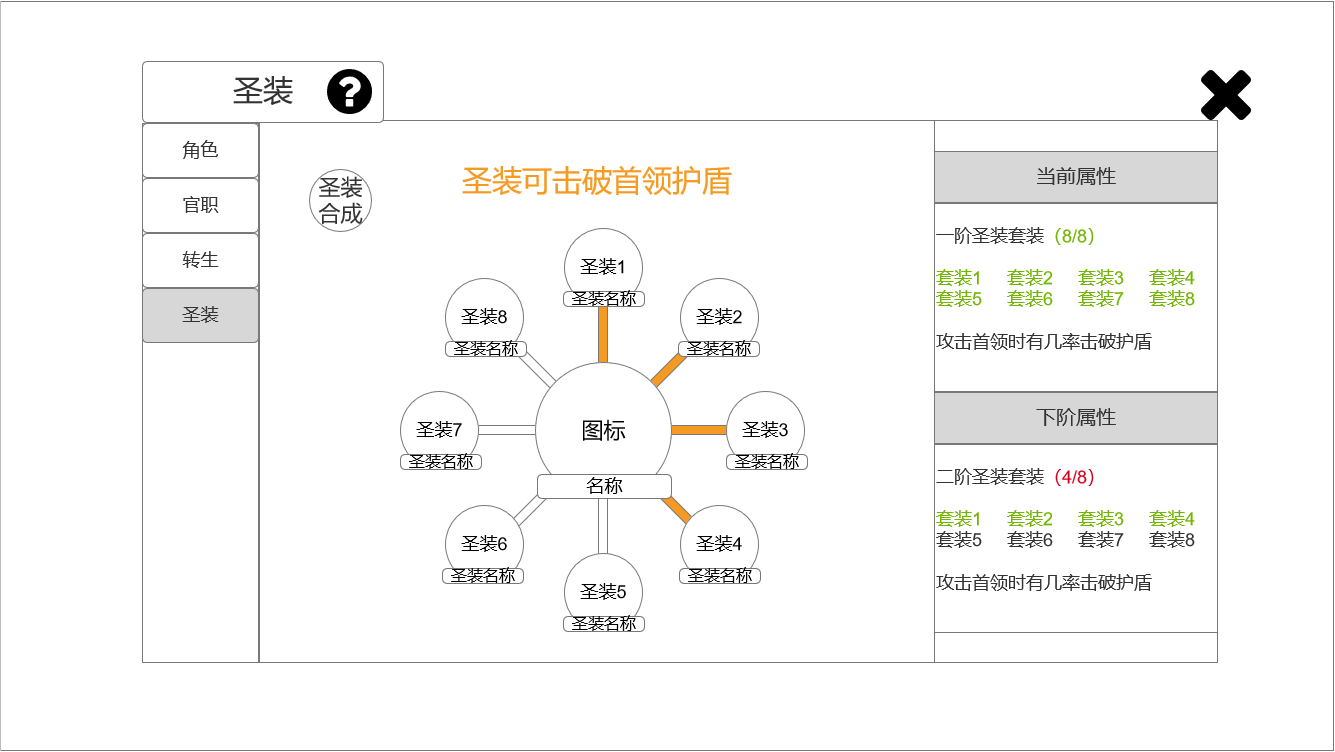 圣装 ?
角色
官职
转生
圣装
圣装
合成
圣装可击破首领护盾
圣装1
圣装名称
圣装2
圣装名称
圣装3
圣装名称
圣装4
圣装名称
圣装5
圣装名称
圣装6
圣装名称
圣装7
圣装名称
圣装8
圣装名称
图标
名称
当前属性
一阶圣装套装（8/8）
套装1 套装2 套装3 套装4
套装5 套装6 套装7 套装8
攻击首领时有几率击破护盾
下阶属性
二阶圣装套装（4/8）
套装1 套装2 套装3 套装4
套装5 套装6 套装7 套装8
攻击首领时有几率击破护盾